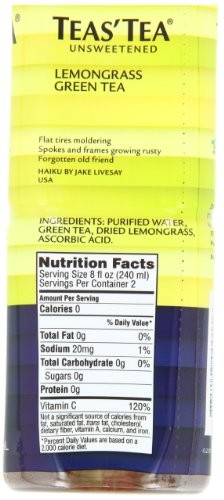 TEAS'TEA®
UNSWEETENED
LEMONGRASS
GREEN TEA
Flat tires moldering
Spokes and frames growing rusty
Forgotten old friend
HAIKU BY JAKE LIVESAY
USA
INGREDIENTS: PURIFIED WATER,
GREEN TEA, DRIED LEMONGRASS,
ASCORBIC ACID.
Nutrition Facts
Serving Size 8 fl oz (240 ml)
Servings Per Container 2
Amount Per Serving
Calories 0
% Daily Value*
Total Fat 0g 0%
Sodium 20mg 1%
Total Carbohydrate 0g 0%
Sugars 0g
Protein 0g
Vitamin C 120%
Not a significant source of calories from
fat, saturated fat, trans fat, cholesterol,
dietary fiber, vitamin A, calcium, and iron.
*Percent Daily Values are based on a
2,000 calorie diet.